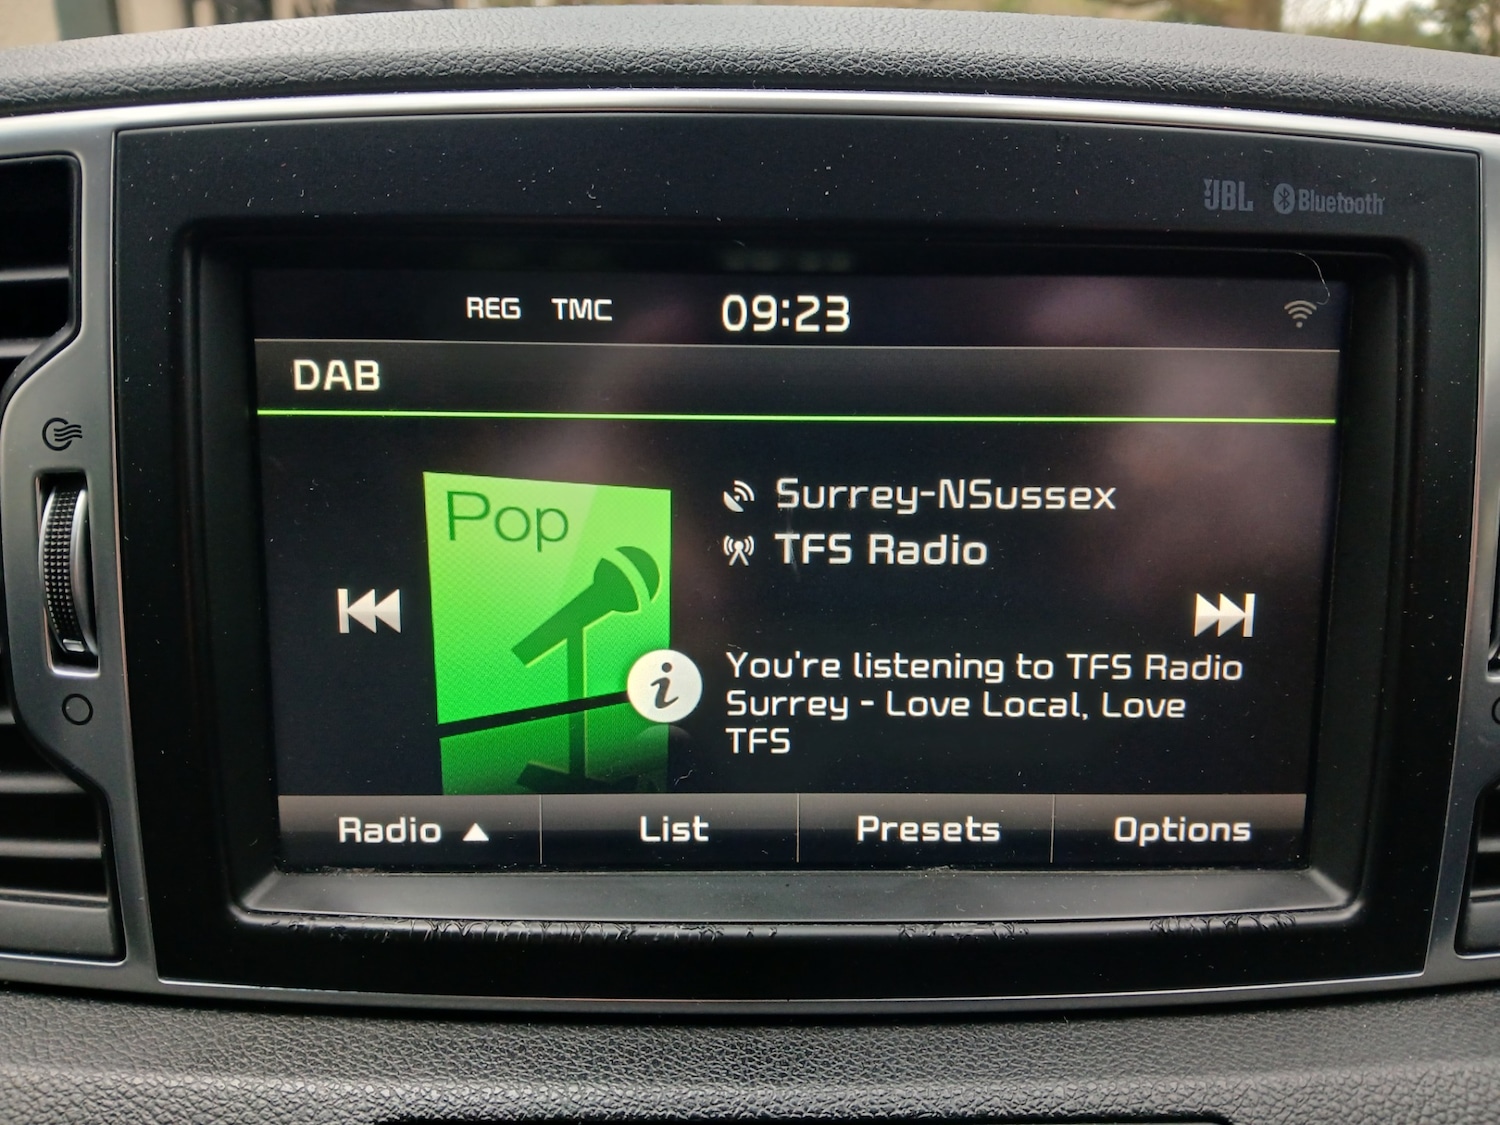 JBL Bluetooth
REG TMC 09:23
DAB
Pop
Surrey-NSussex
TFS Radio
You're listening to TFS Radio
Surrey - Love Local, Love
TFS
Radio List Presets Options